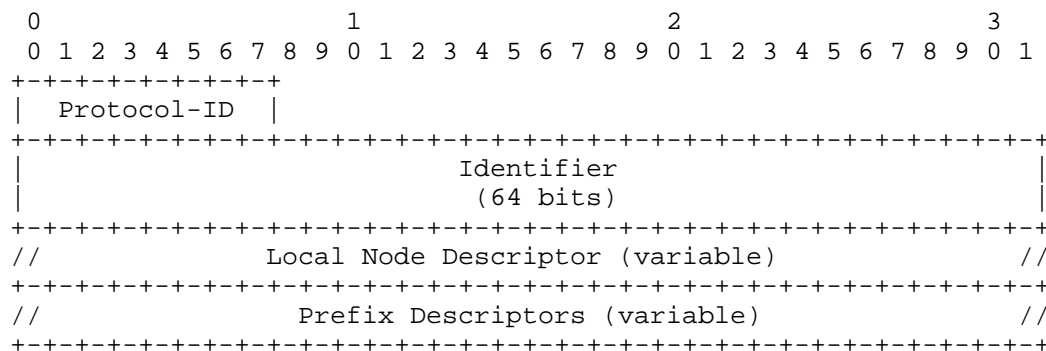 0                   1                   2                   3
 0 1 2 3 4 5 6 7 8 9 0 1 2 3 4 5 6 7 8 9 0 1 2 3 4 5 6 7 8 9 0 1
+-+-+-+-+-+-+-+-+
|  Protocol-ID  |
+-+-+-+-+-+-+-+-+-+-+-+-+-+-+-+-+-+-+-+-+-+-+-+-+-+-+-+-+-+-+-+-+
|                           Identifier                          |
|                            (64 bits)                          |
+-+-+-+-+-+-+-+-+-+-+-+-+-+-+-+-+-+-+-+-+-+-+-+-+-+-+-+-+-+-+-+-+
//              Local Node Descriptor (variable)               //
+-+-+-+-+-+-+-+-+-+-+-+-+-+-+-+-+-+-+-+-+-+-+-+-+-+-+-+-+-+-+-+-+
//                Prefix Descriptors (variable)                //
+-+-+-+-+-+-+-+-+-+-+-+-+-+-+-+-+-+-+-+-+-+-+-+-+-+-+-+-+-+-+-+-+